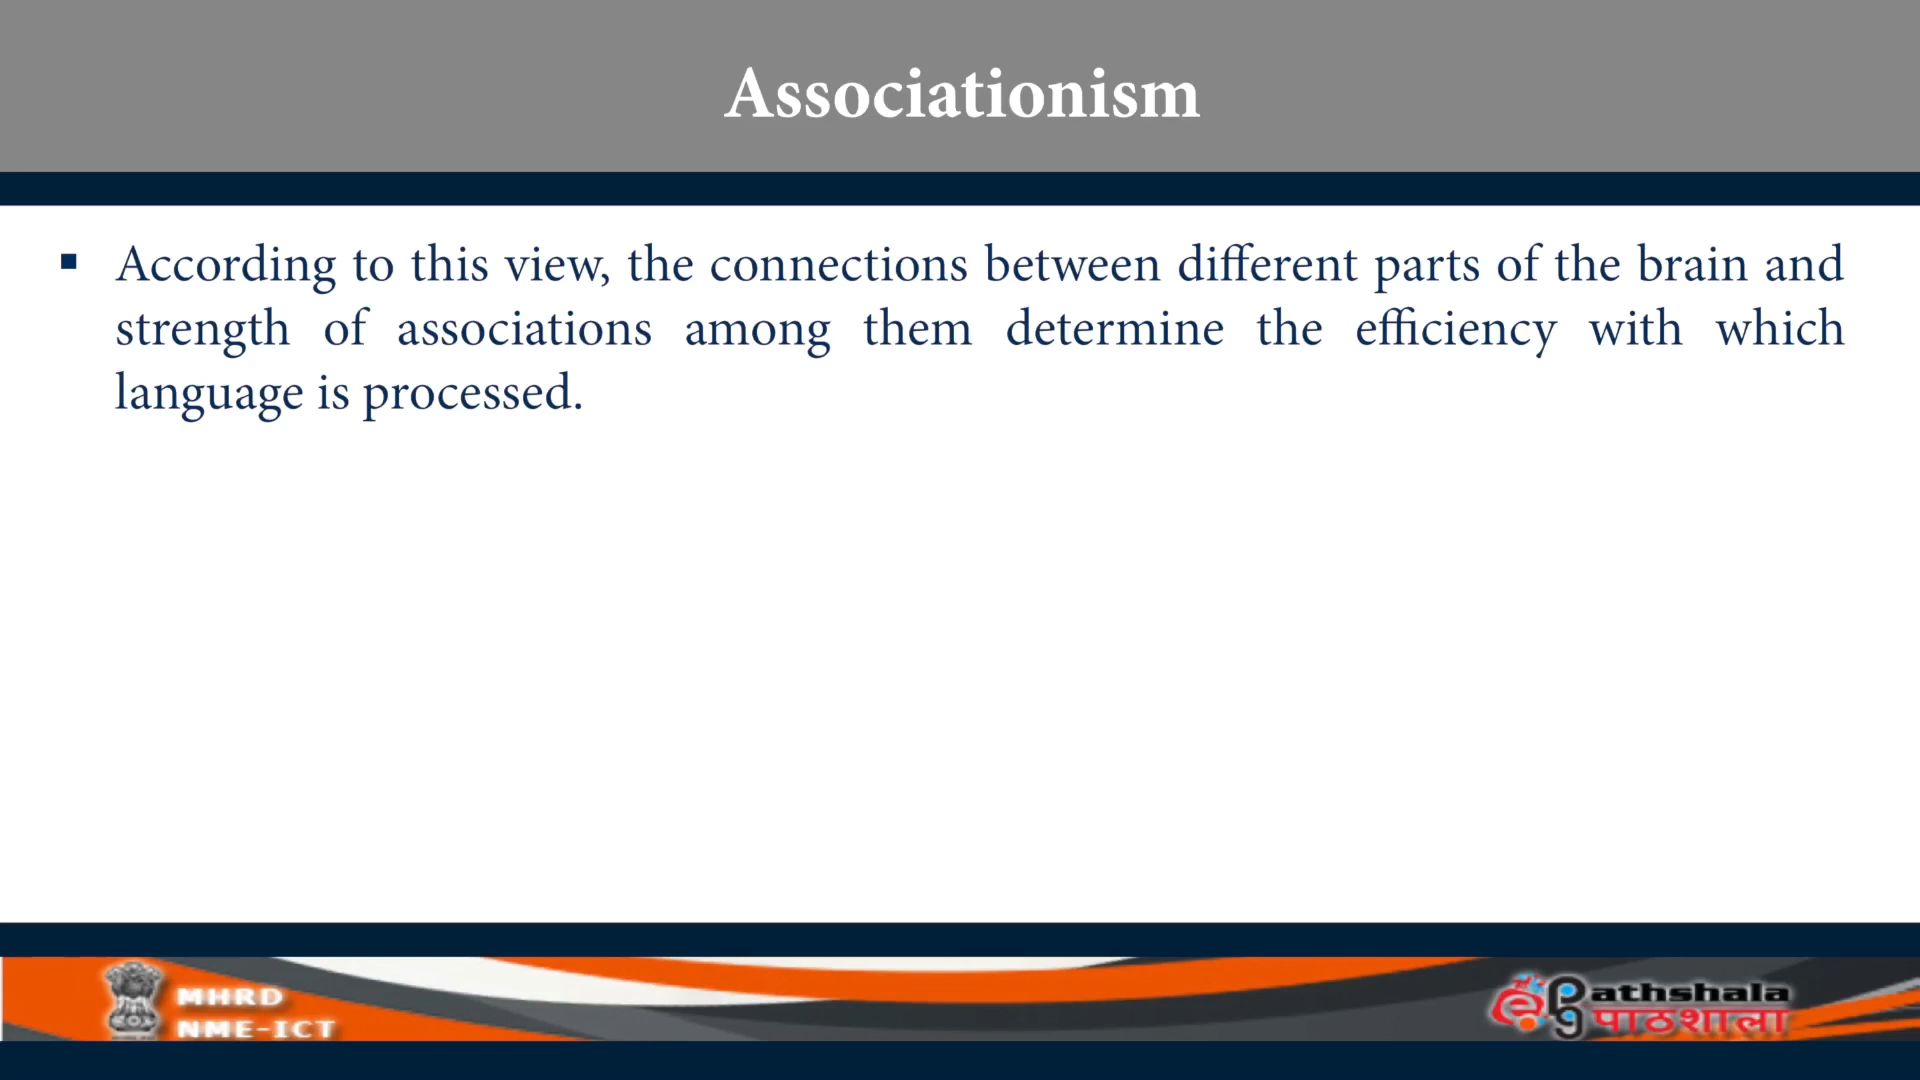 Associationism
▪ According to this view, the connections between different parts of the brain and
strength of associations among them determine the efficiency with which
language is processed.
MHRD
NME-ICT
e Pathshala
पाठशाला